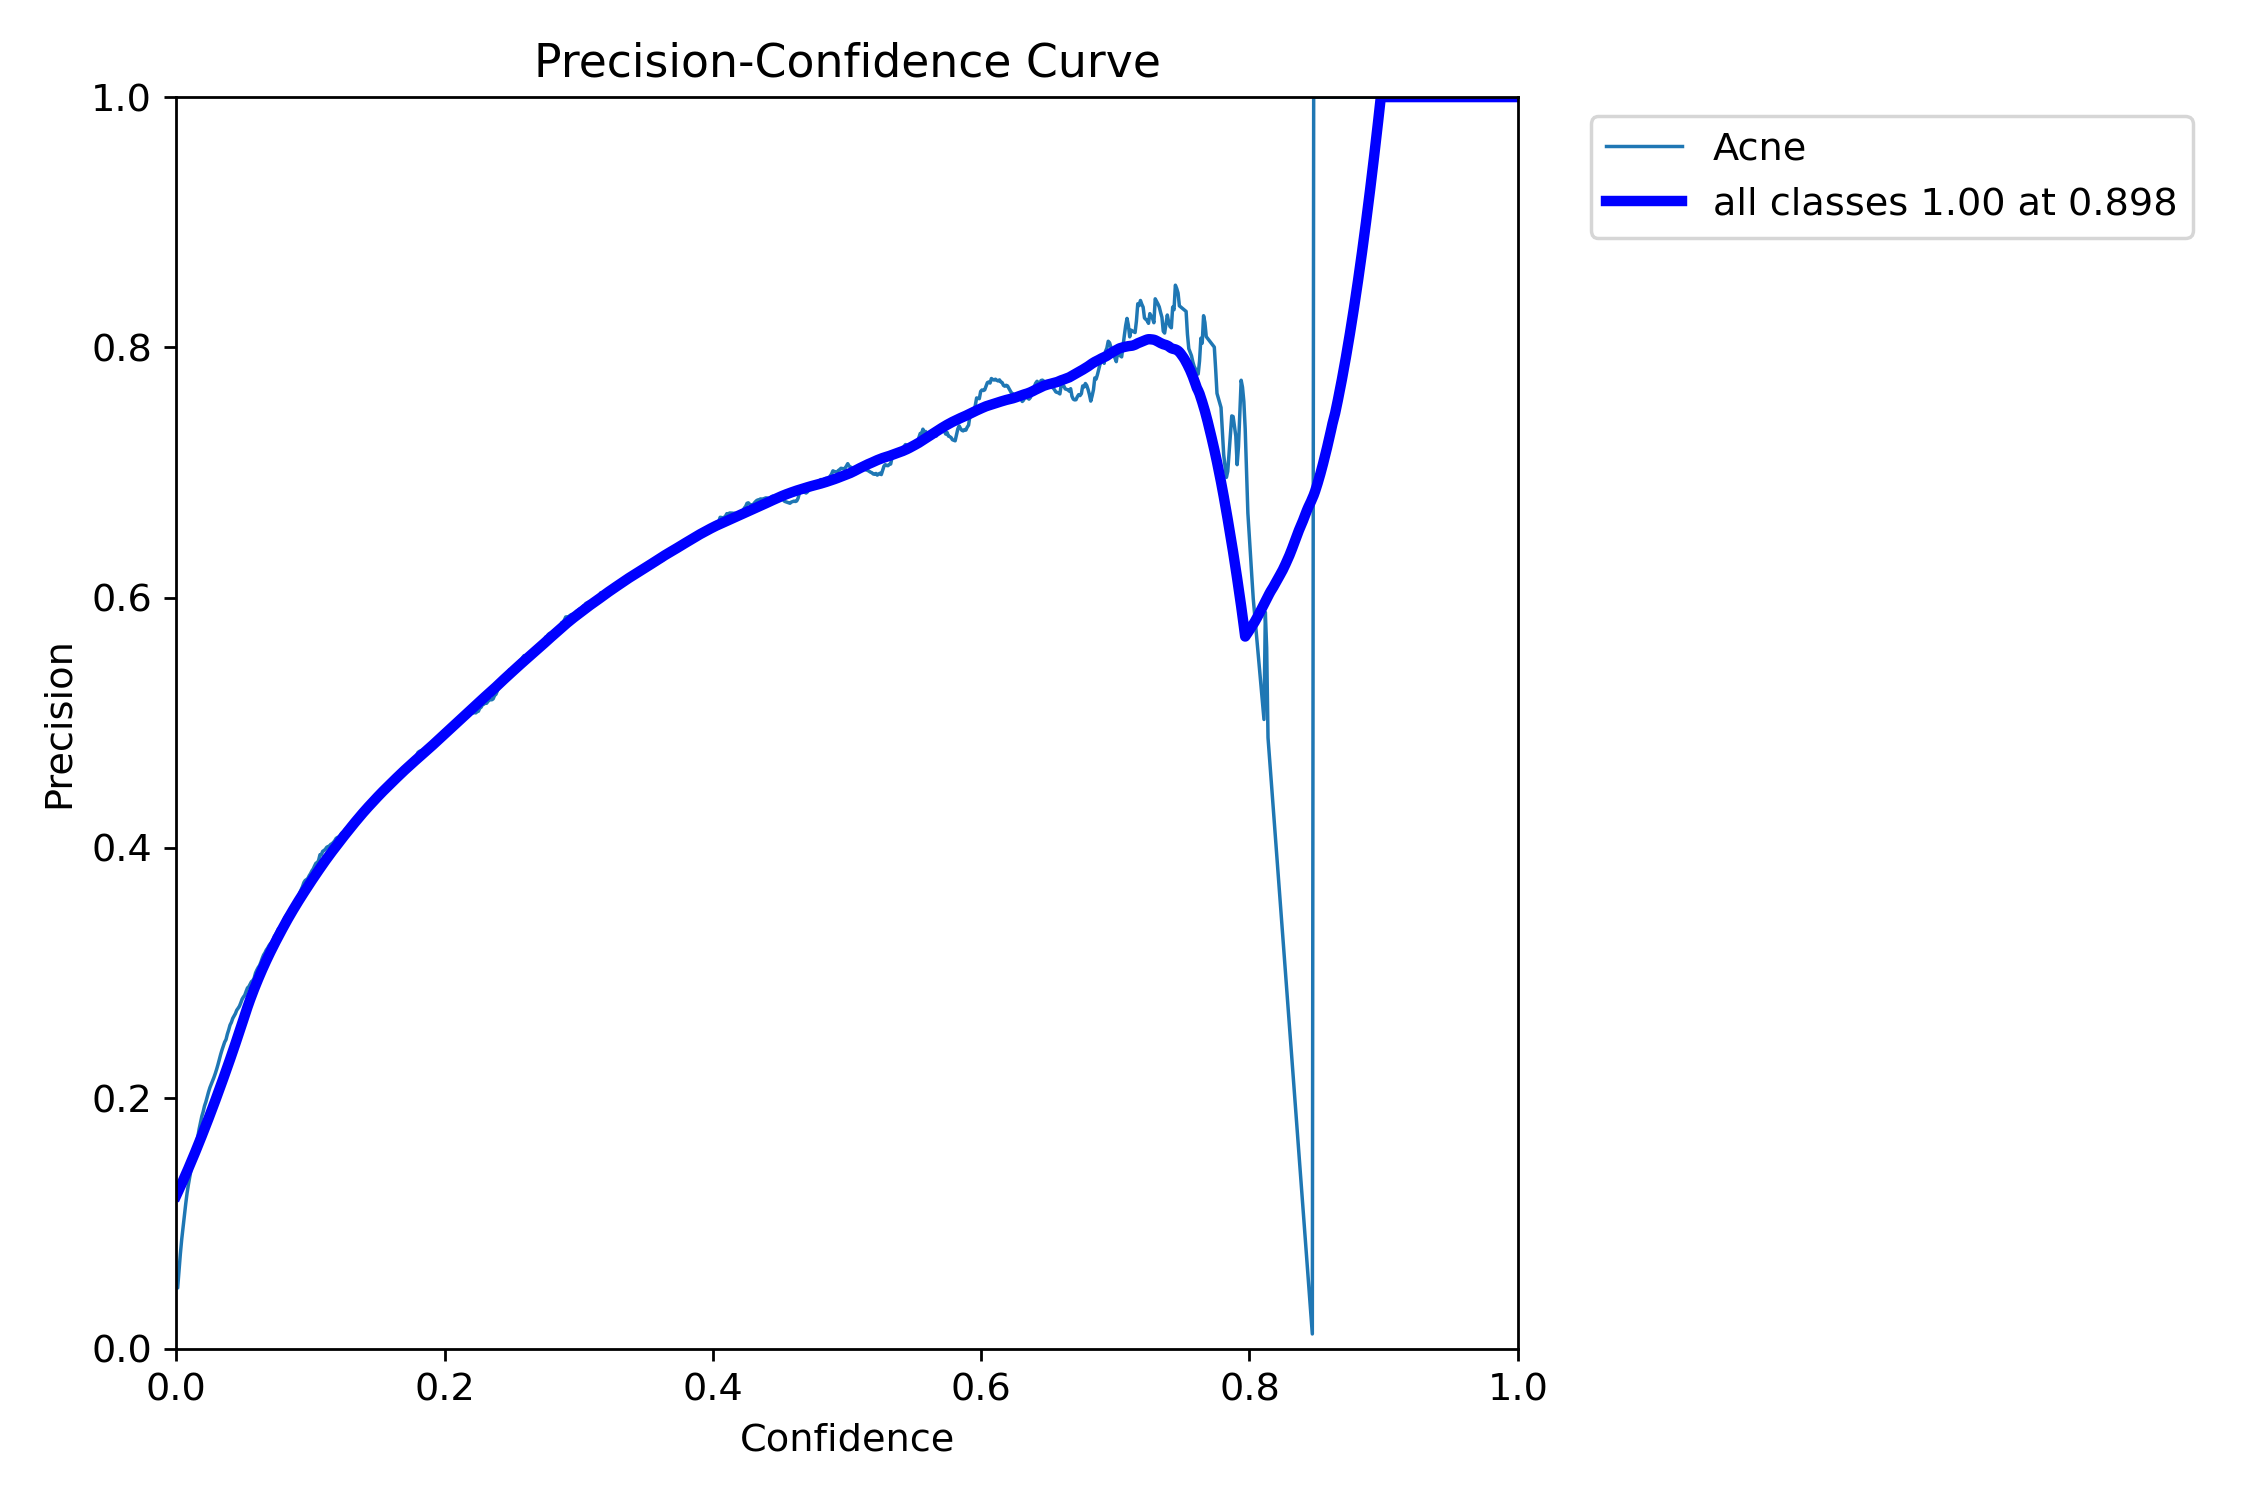 Precision-Confidence Curve
1.0
0.8
0.6
0.4
0.2
0.0
Precision
0.0 0.2 0.4 0.6 0.8 1.0
Confidence
Acne
all classes 1.00 at 0.898